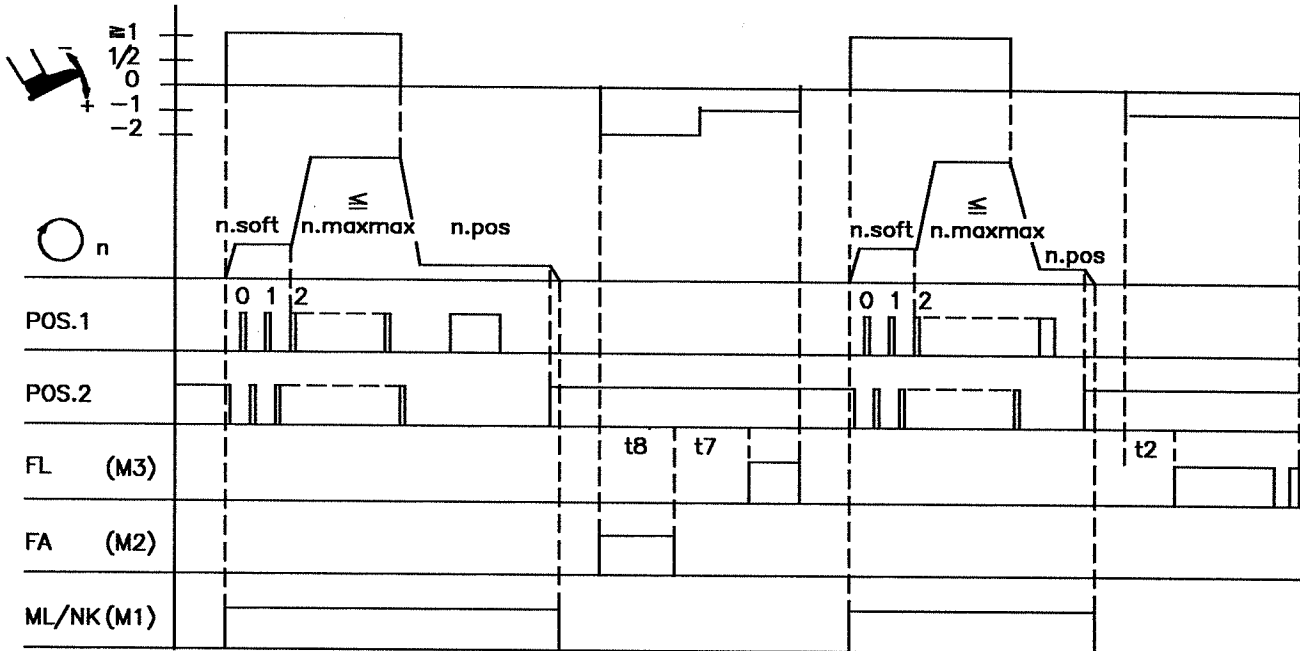 ≧1
1/2
0
−
+
−1
−2
≦
≦
n.soft
n.maxmax
n.pos
n.soft
n.maxmax
n.pos
n
0 1 2
0 1 2
POS.1
POS.2
t8 t7
t2
FL (M3)
FA (M2)
ML/NK (M1)